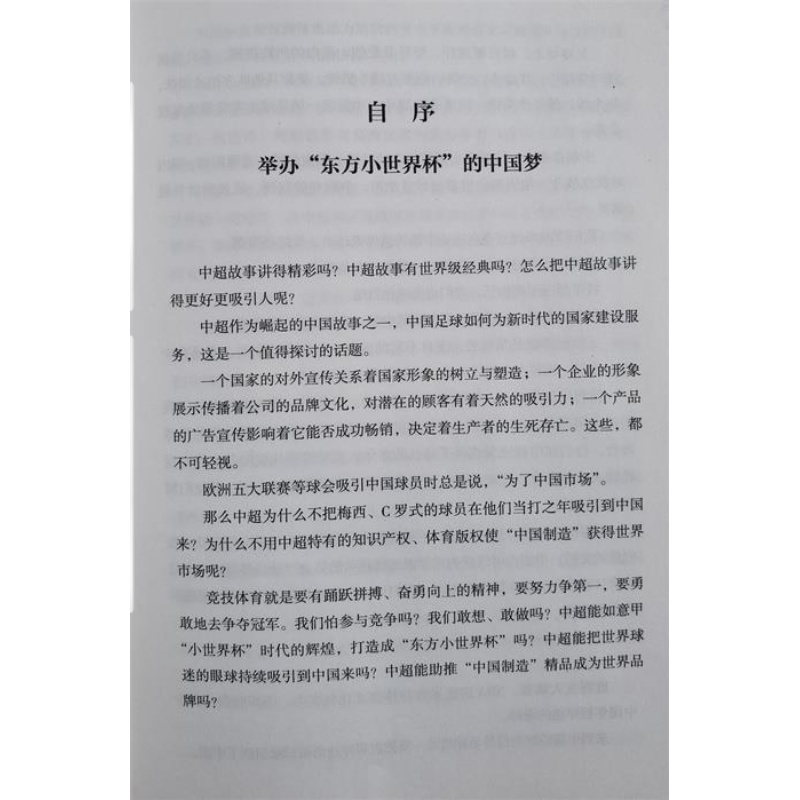 自 序
举办“东方小世界杯”的中国梦
中超故事讲得精彩吗？中超故事有世界级经典吗？怎么把中超故事讲
得更好更吸引人呢？
中超作为崛起的中国故事之一，中国足球如何为新时代的国家建设服
务，这是一个值得探讨的话题。
一个国家的对外宣传关系着国家形象的树立与塑造；一个企业的形象
展示传播着公司的品牌文化，对潜在的顾客有着天然的吸引力；一个产品
的广告宣传影响着它能否成功畅销，决定着生产者的生死存亡。这些，都
不可轻视。
欧洲五大联赛等球会吸引中国球员时总是说，“为了中国市场”。
那么中超为什么不把梅西、C 罗式的球员在他们当打之年吸引到中国
来？为什么不用中超特有的知识产权、体育版权使“中国制造”获得世界
市场呢？
竞技体育就是要有踊跃拼搏、奋勇向上的精神，要努力争第一，要勇
敢地去争夺冠军。我们怕参与竞争吗？我们敢想、敢做吗？中超能如意甲
“小世界杯”时代的辉煌，打造成“东方小世界杯”吗？中超能把世界球
迷的眼球持续吸引到中国来吗？中超能助推“中国制造”精品成为世界品
牌吗？